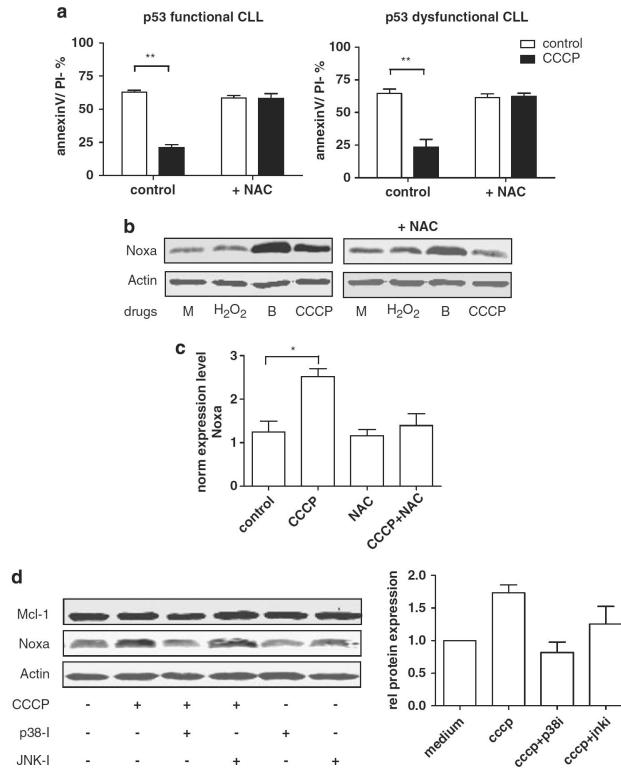 a
p53 functional CLL
p53 dysfunctional CLL
control
CCCP
annexinV/ PI- %
100
75
50
25
0
**
control
+ NAC
annexinV/ PI- %
100
75
50
25
0
**
control
+ NAC
b
+ NAC
Noxa
Actin
drugs M H2O2 B CCCP M H2O2 B CCCP
c
norm expression level
Noxa
3
2
1
0
*
control
CCCP
NAC
CCCP+NAC
d
Mcl-1
Noxa
Actin
CCCP - + + + - -
p38-I - - + - + -
JNK-I - - - + - +
rel protein expression
2.0
1.5
1.0
0.5
0.0
medium
cccp
cccp+p38i
cccp+jnki